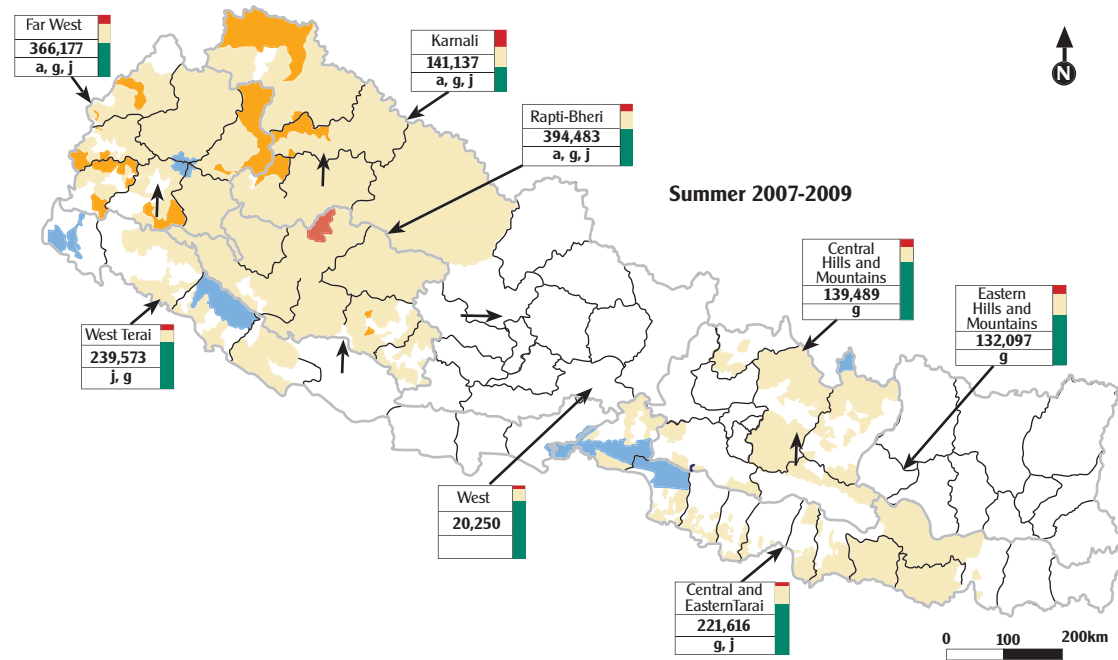 Far West
366,177
a, g, j
Karnali
141,137
a, g, j
N
Rapti-Bheri
394,483
a, g, j
Summer 2007-2009
Central
Hills and
Mountains
139,489
g
Eastern
Hills and
Mountains
132,097
g
West Terai
239,573
j, g
West
20,250
Central and
EasternTarai
221,616
g, j
0 100 200km